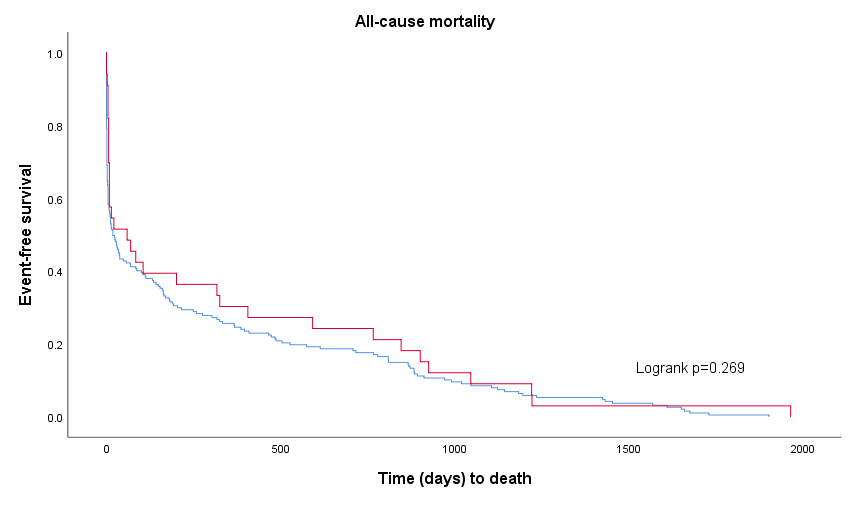 All-cause mortality
1.0
0.8
0.6
0.4
0.2
0.0
Event-free survival
Logrank p=0.269
0 500 1000 1500 2000
Time (days) to death